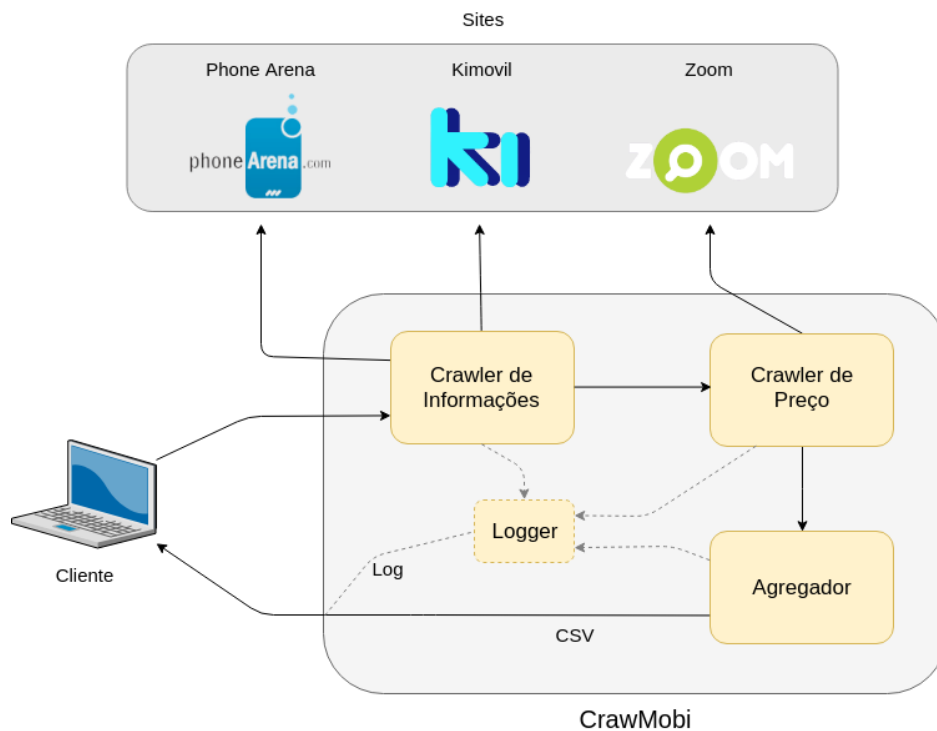 Sites
Phone Arena
Kimovil
Zoom
phoneArena.com
ki
ZOOM
Crawler de
Informações
Crawler de
Preço
Logger
Log
Agregador
Cliente
CSV
CrawMobi